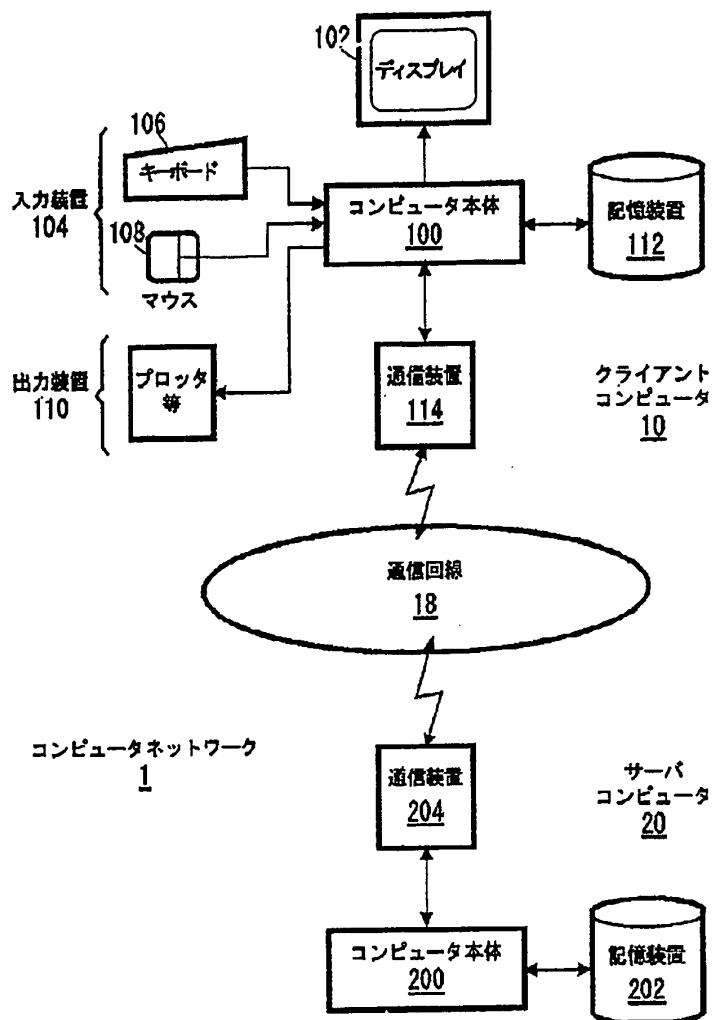 102
ディスプレイ
106
キーボード
入力装置
104
108
マウス
コンピュータ本体
100
記憶装置
112
出力装置
110
プロッタ
等
通信装置
114
クライアント
コンピュータ
10
通信回線
18
コンピュータネットワーク
1
通信装置
204
サーバ
コンピュータ
20
コンピュータ本体
200
記憶装置
202